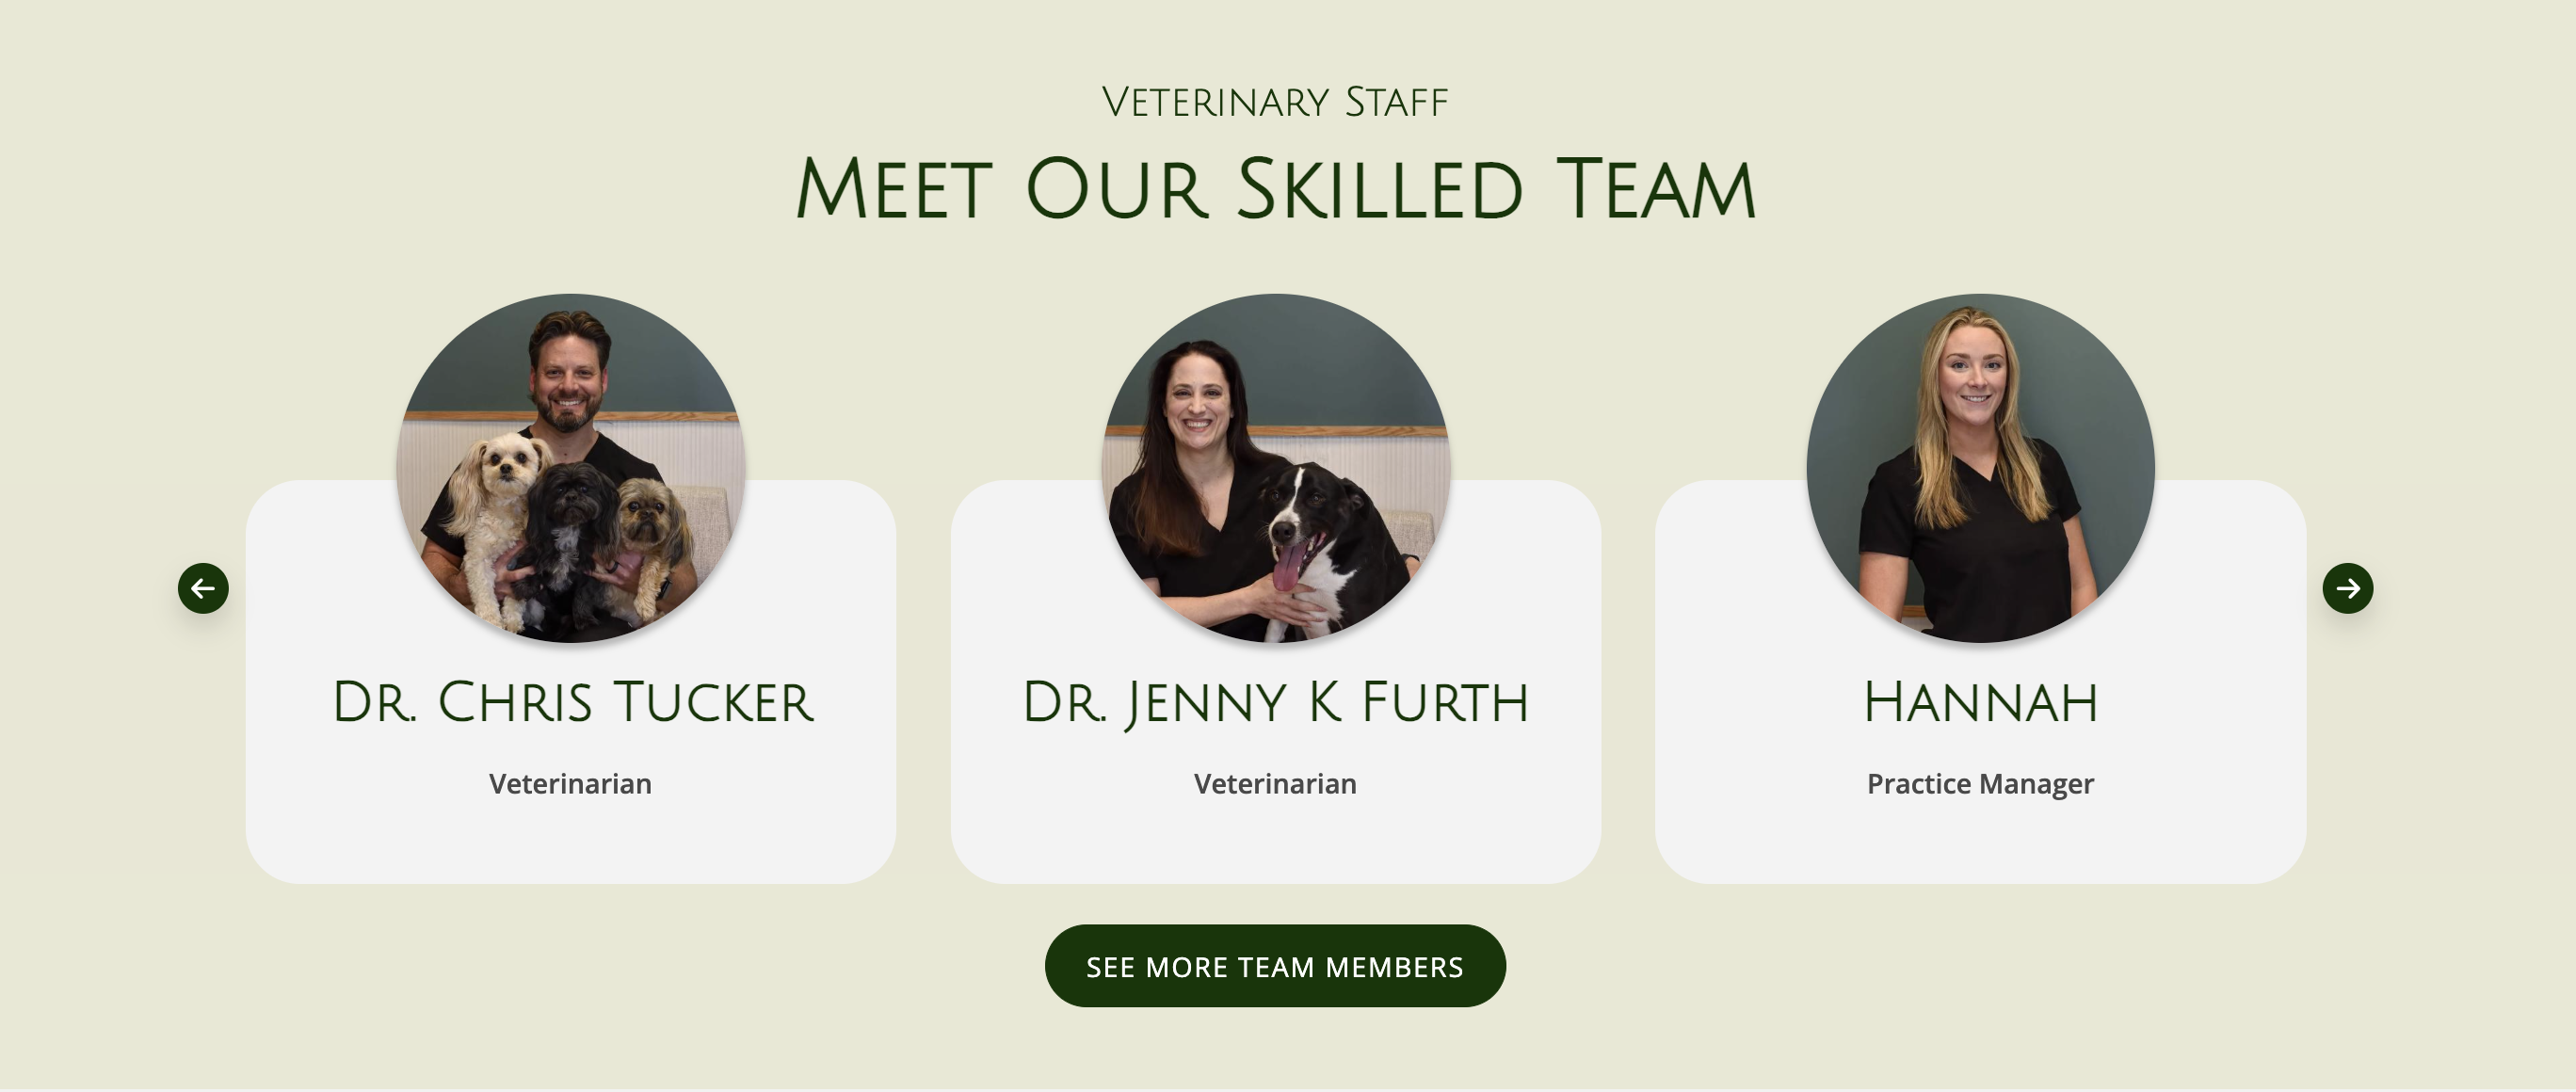 Veterinary Staff
Meet Our Skilled Team
Dr. Chris Tucker
Veterinarian
Dr. Jenny K Furth
Veterinarian
Hannah
Practice Manager
SEE MORE TEAM MEMBERS